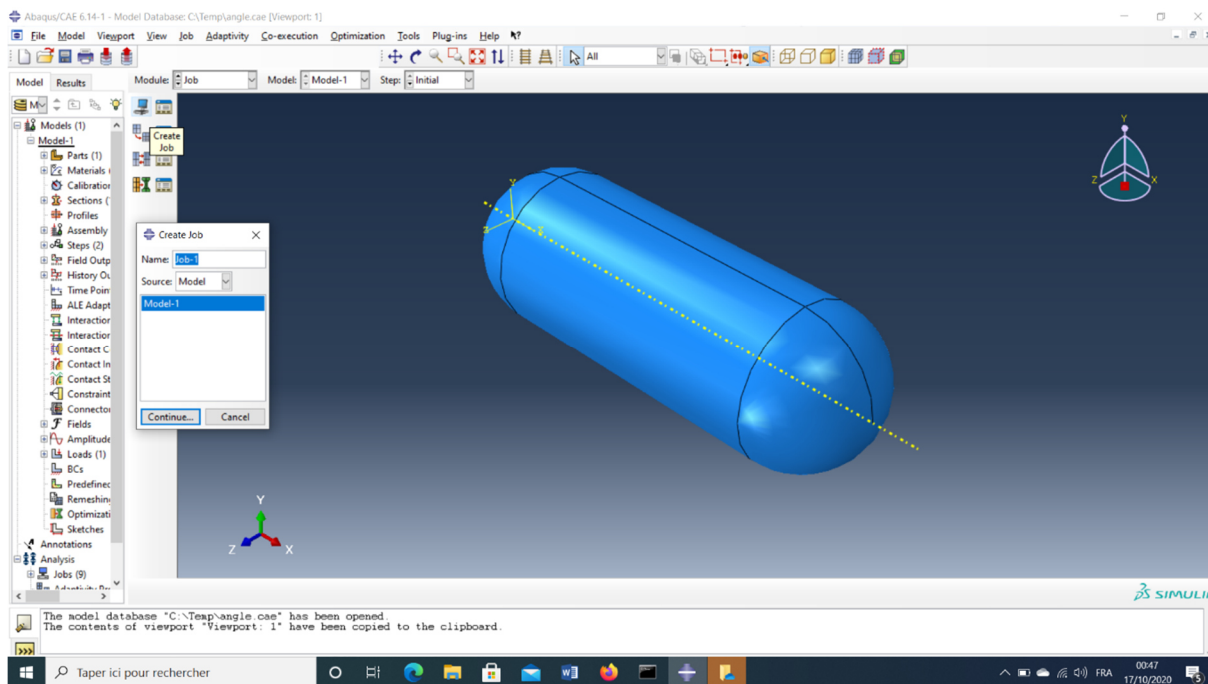 Abaqus/CAE 6.14-1 - Model Database: C:\Temp\angle.cae [Viewport: 1]
File Model Viewport View Job Adaptivity Co-execution Optimization Tools Plug-ins Help
All
Model Results
Module: Job Model: Model-1 Step: Initial
Create
Job
Models (1)
Model-1
Parts (1)
Materials
Calibration
Sections (
Profiles
Assembly
Steps (2)
Field Outp
History Ou
Time Poin
ALE Adapt
Interaction
Interaction
Contact C
Contact In
Contact St
Constraint
Connector
Fields
Amplitude
Loads (1)
BCs
Predefined
Remeshing
Optimizati
Sketches
Annotations
Analysis
Jobs (9)
Create Job
Name: Job-1
Source: Model
Model-1
Continue... Cancel
Y
Z X
Y
Z X
Y
Z X
SIMULI
The model database "C:\Temp\angle.cae" has been opened.
The contents of viewport "Viewport: 1" have been copied to the clipboard.
>>>
Taper ici pour rechercher
FRA
00:47
17/10/2020
5